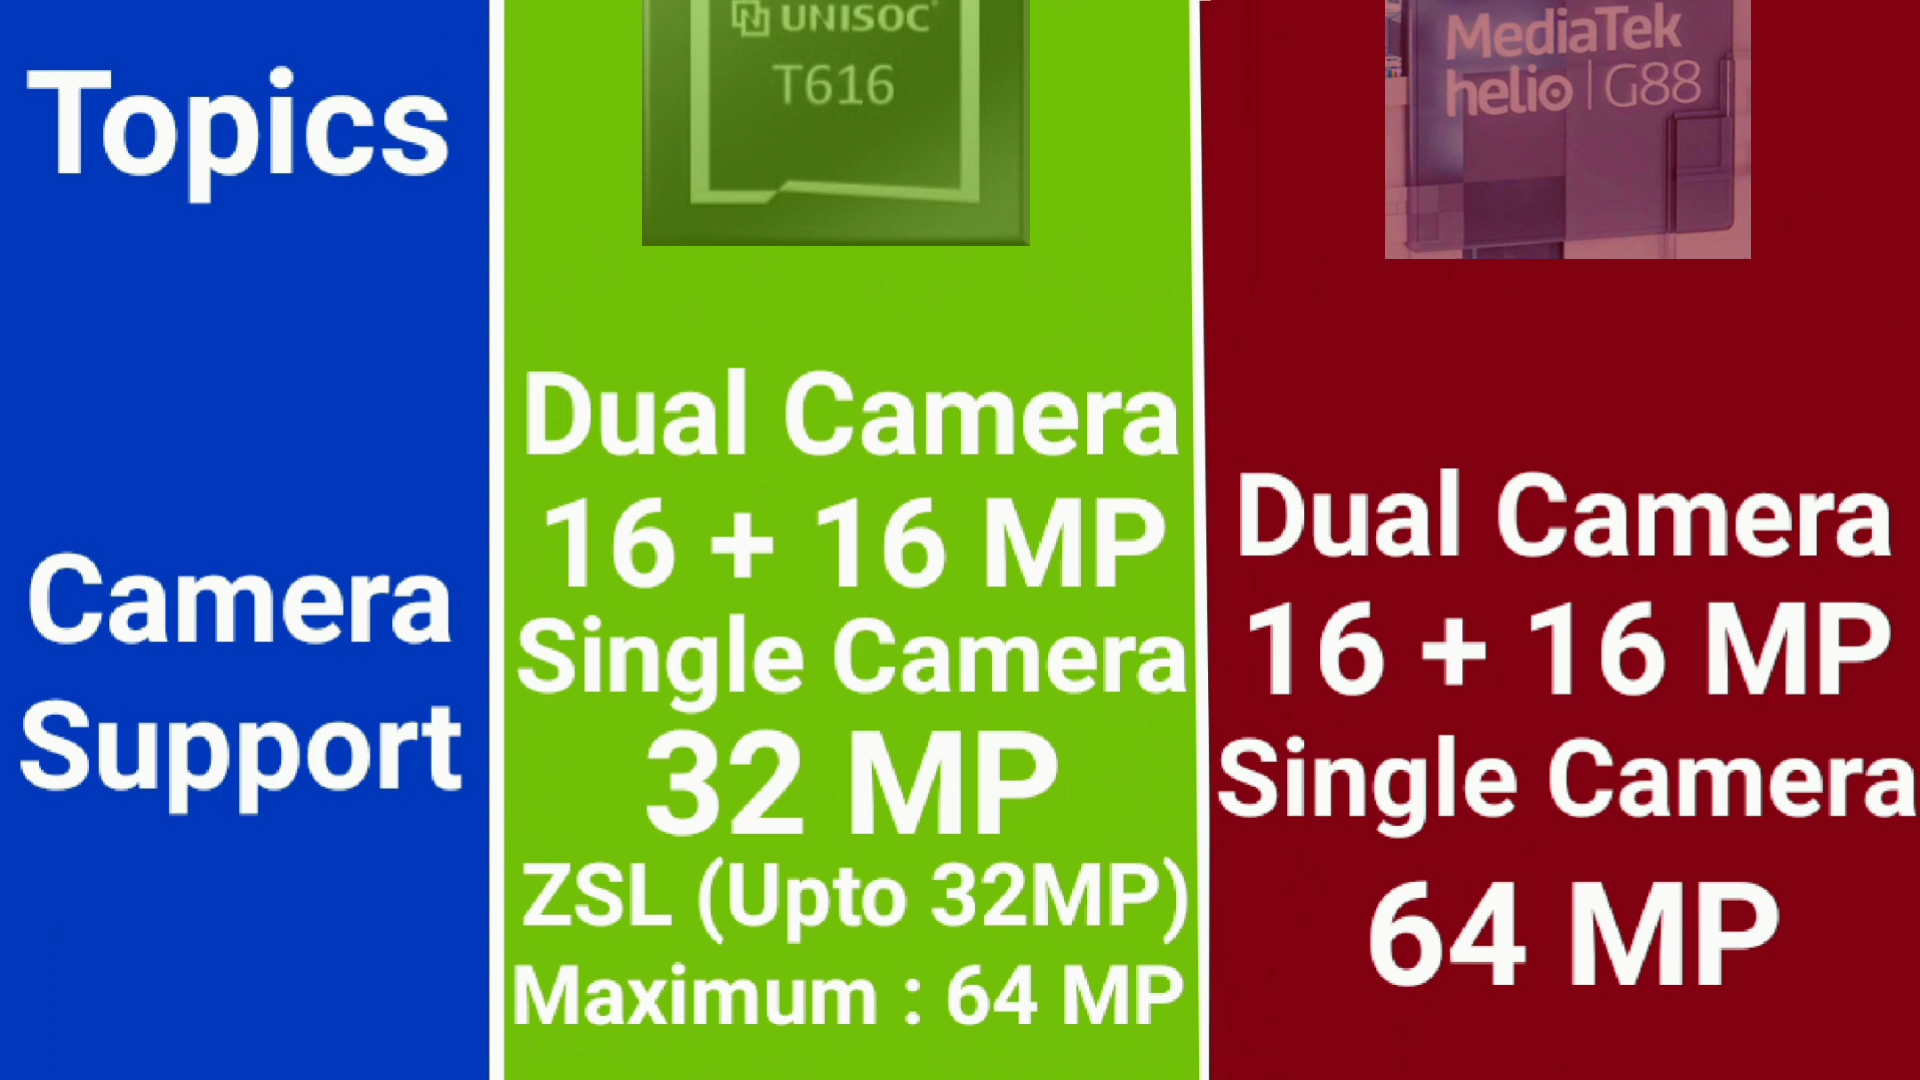 Topics
UNISOC
T616
MediaTek
helio | G88
Camera
Support
Dual Camera
16 + 16 MP
Single Camera
32 MP
ZSL (Upto 32MP)
Maximum : 64 MP
Dual Camera
16 + 16 MP
Single Camera
64 MP